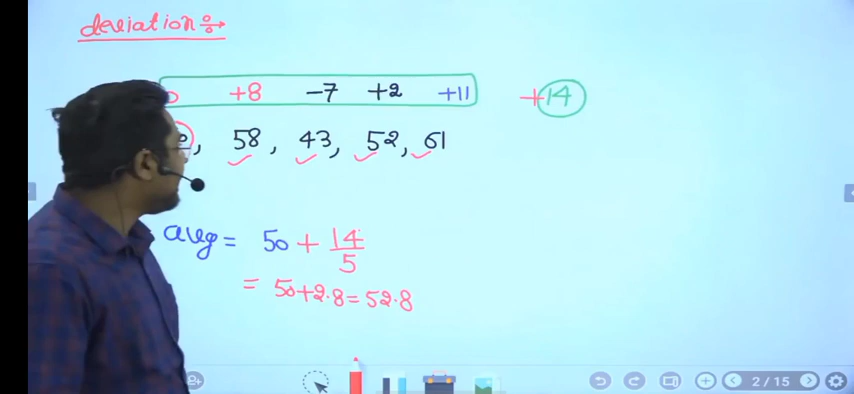 deviation:→
0 +8 -7 +2 +11 +14
58, 43, 52, 61
avg = 50 + 14/5
= 50+2.8=52.8
2 / 15